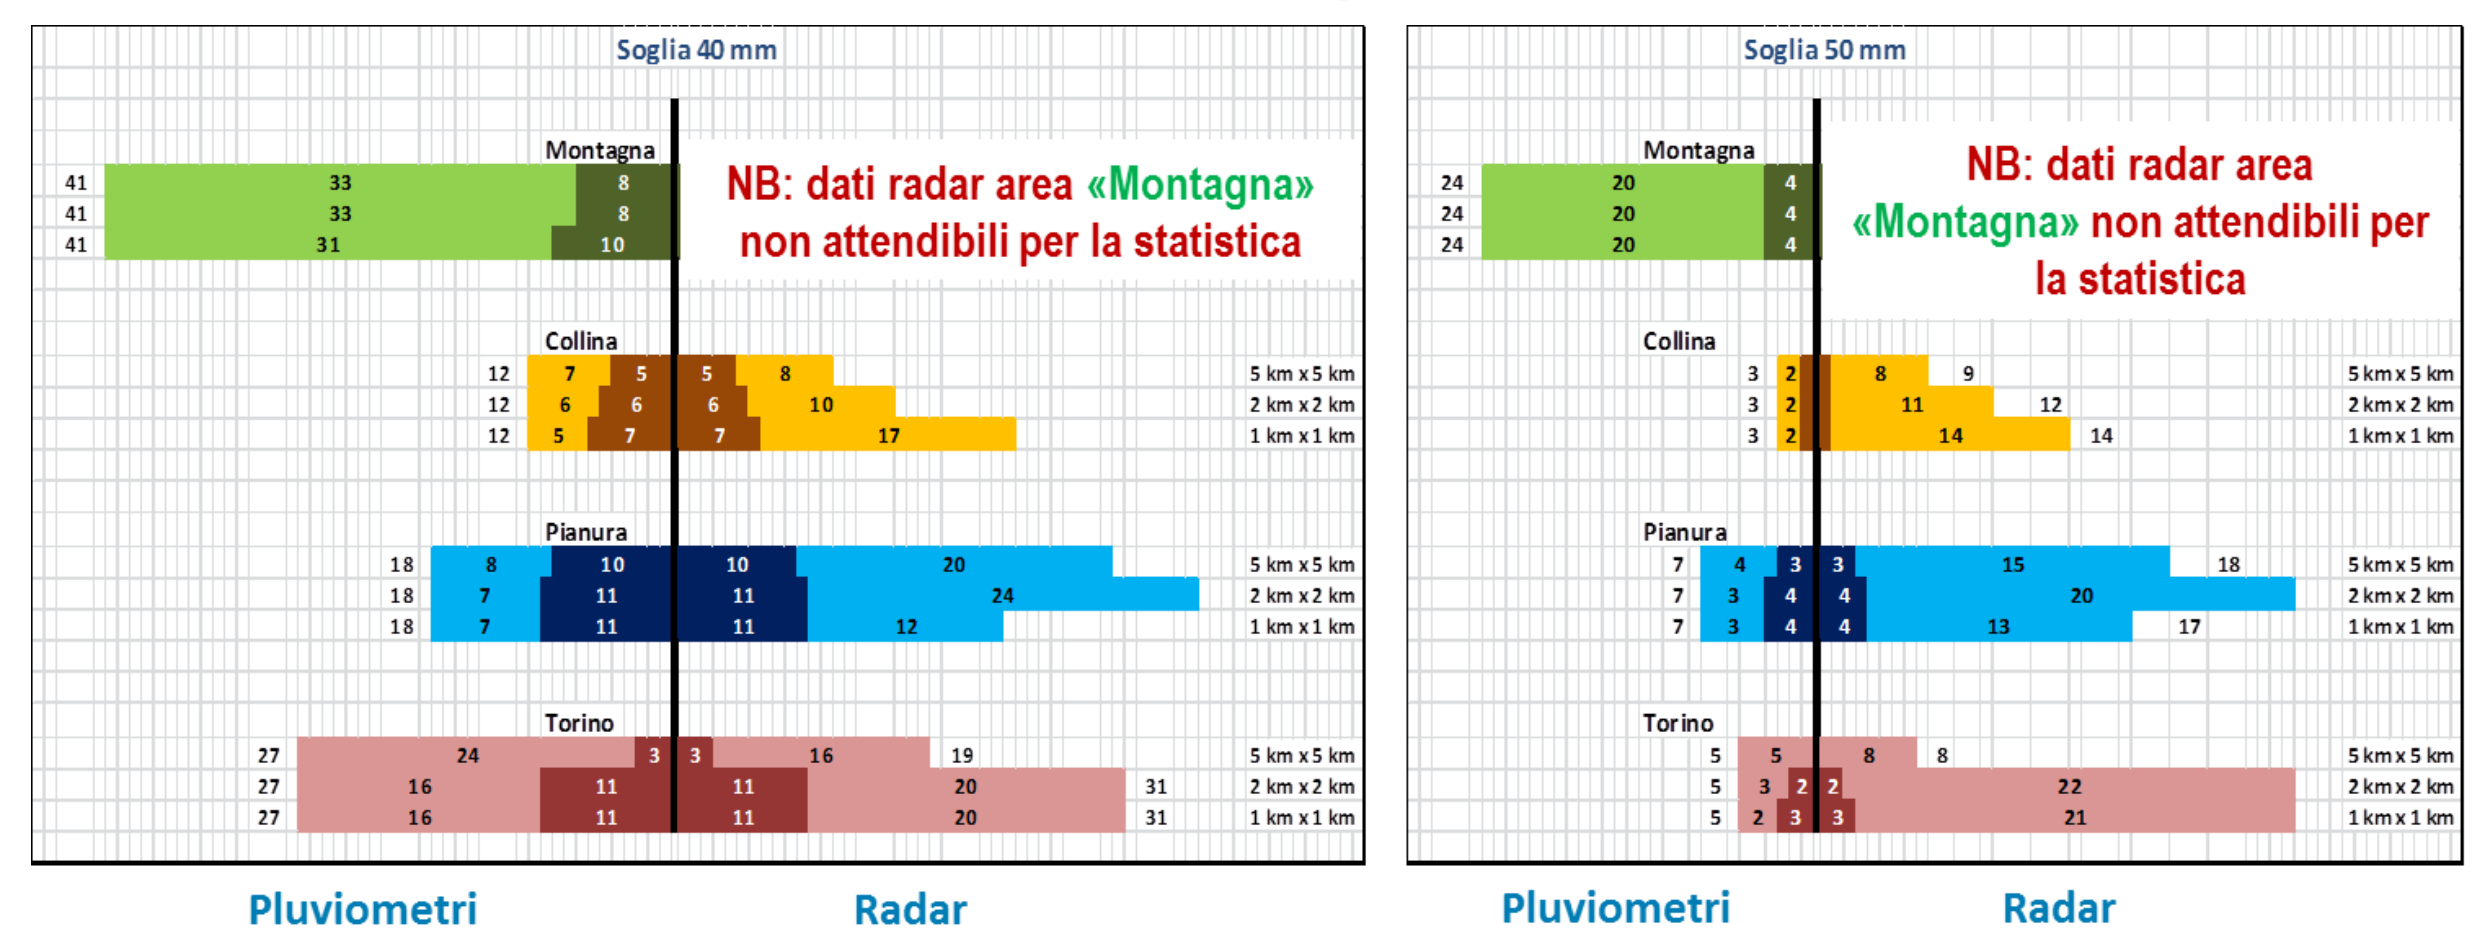 Soglia 40 mm
Montagna
41 33 8
41 33 8
41 31 10
NB: dati radar area «Montagna»
non attendibili per la statistica
Collina
12 7 5 5 8 5 km x 5 km
12 6 6 6 10 2 km x 2 km
12 5 7 7 17 1 km x 1 km
Pianura
18 8 10 10 20 5 km x 5 km
18 7 11 11 24 2 km x 2 km
18 7 11 11 12 1 km x 1 km
Torino
27 24 3 3 16 19 5 km x 5 km
27 16 11 11 20 31 2 km x 2 km
27 16 11 11 20 31 1 km x 1 km
Pluviometri Radar
Soglia 50 mm
Montagna
24 20 4
24 20 4
24 20 4
NB: dati radar area
«Montagna» non attendibili per
la statistica
Collina
3 2 8 9 5 km x 5 km
3 2 11 12 2 km x 2 km
3 2 14 14 1 km x 1 km
Pianura
7 4 3 3 15 18 5 km x 5 km
7 3 4 4 20 2 km x 2 km
7 3 4 4 13 17 1 km x 1 km
Torino
5 5 8 8 5 km x 5 km
5 3 2 2 22 2 km x 2 km
5 2 3 3 21 1 km x 1 km
Pluviometri Radar